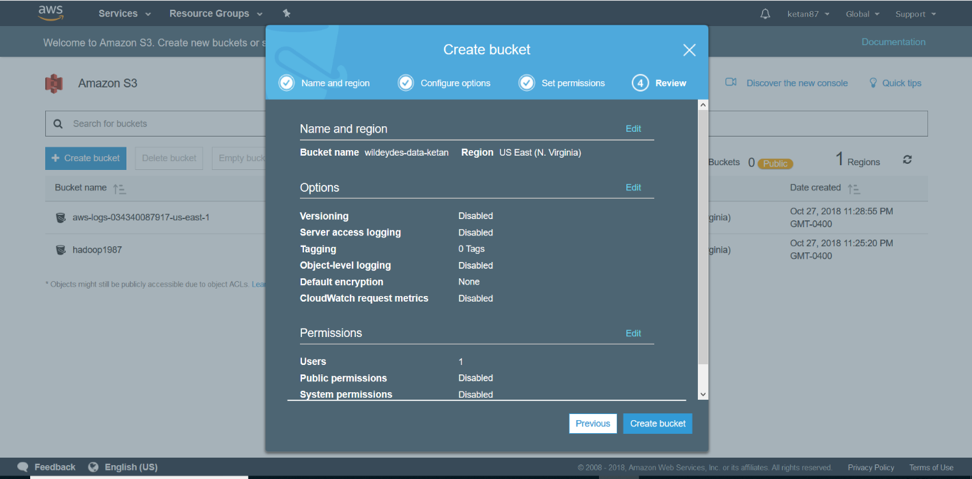 aws
Services Resource Groups ketan87 Global Support
Welcome to Amazon S3. Create new buckets or s Documentation
Create bucket
Amazon S3 Discover the new console Quick tips
Name and region Configure options Set permissions 4 Review
Search for buckets
Name and region Edit
Bucket name wildeydes-data-ketan Region US East (N. Virginia)
+ Create bucket Delete bucket Empty buck Buckets 0 Public 1 Regions
Bucket name Date created
Options Edit
aws-logs-034340087917-us-east-1 ginia) Oct 27, 2018 11:28:55 PM
GMT-0400
Versioning Disabled
Server access logging Disabled
hadoop1987 ginia) Oct 27, 2018 11:25:20 PM
GMT-0400
Tagging 0 Tags
Object-level logging Disabled
* Objects might still be publicly accessible due to object ACLs. Lear
Default encryption None
CloudWatch request metrics Disabled
Permissions Edit
Users 1
Public permissions Disabled
System permissions Disabled
Previous Create bucket
Feedback English (US) © 2008 - 2018, Amazon Web Services, Inc. or its affiliates. All rights reserved. Privacy Policy Terms of Use